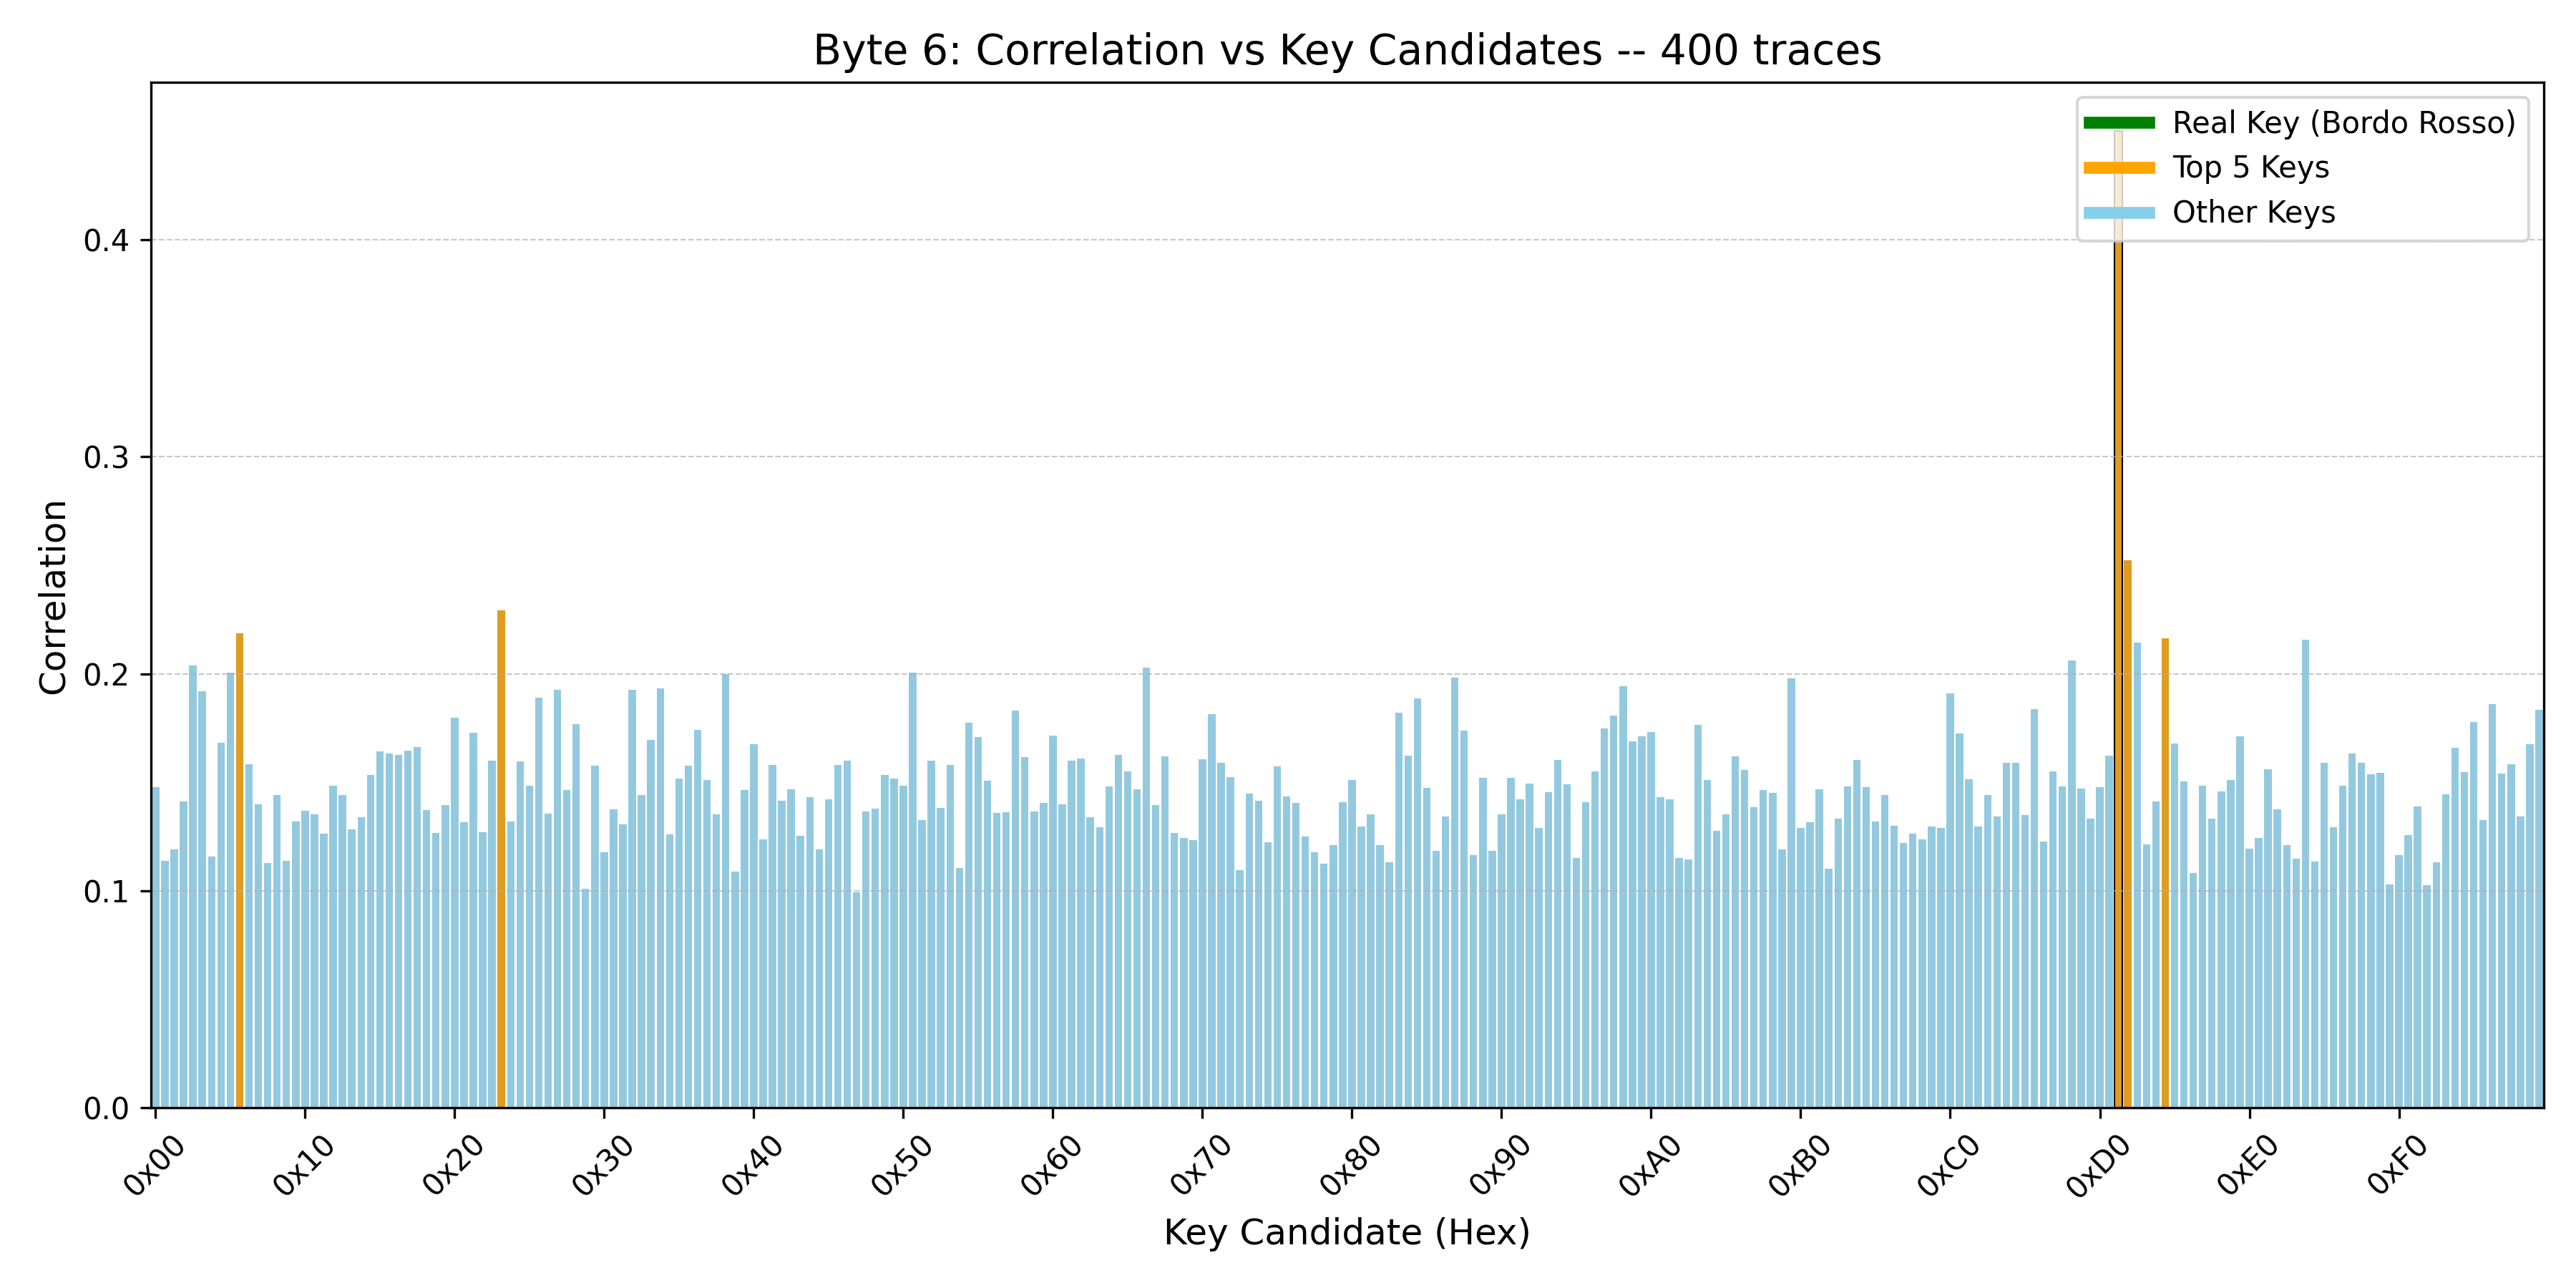 Byte 6: Correlation vs Key Candidates -- 400 traces
Real Key (Bordo Rosso)
Top 5 Keys
Other Keys
Correlation
0.4
0.3
0.2
0.1
0.0
0x00 0x10 0x20 0x30 0x40 0x50 0x60 0x70 0x80 0x90 0xA0 0xB0 0xC0 0xD0 0xE0 0xF0
Key Candidate (Hex)